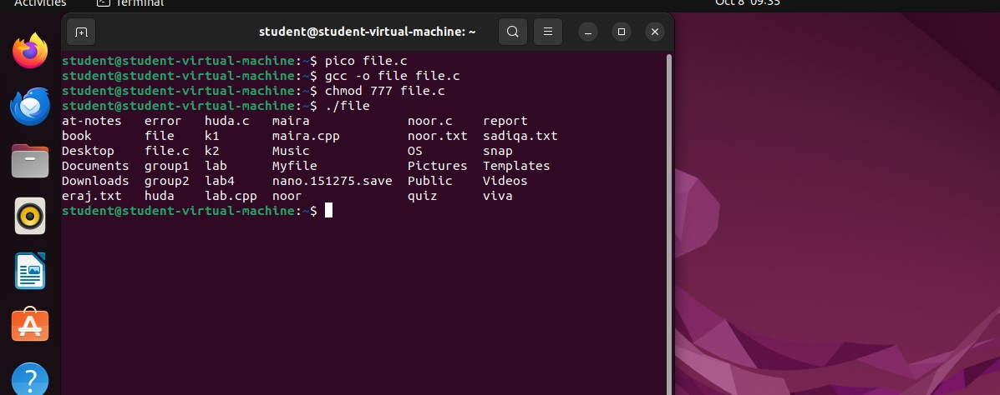 Activities Terminal Oct 8 09:35
student@student-virtual-machine: ~
student@student-virtual-machine:~$ pico file.c
student@student-virtual-machine:~$ gcc -o file file.c
student@student-virtual-machine:~$ chmod 777 file.c
student@student-virtual-machine:~$ ./file
at-notes error huda.c maira noor.c report
book file k1 maira.cpp noor.txt sadiqa.txt
Desktop file.c k2 Music OS snap
Documents group1 lab Myfile Pictures Templates
Downloads group2 lab4 nano.151275.save Public Videos
eraj.txt huda lab.cpp noor quiz viva
student@student-virtual-machine:~$